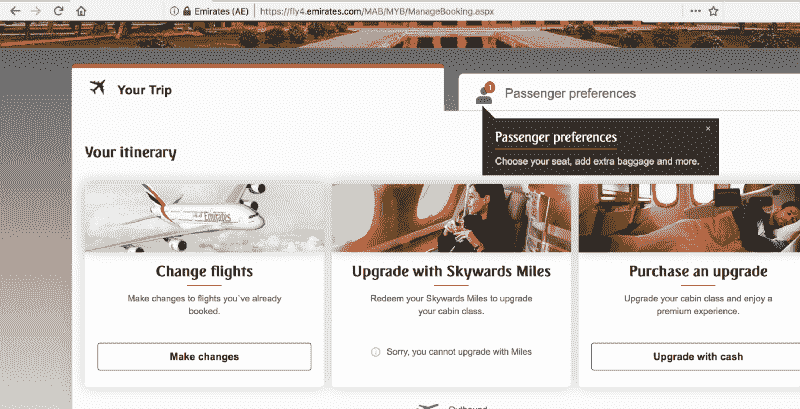 Emirates (AE)
https://fly4.emirates.com/MAB/MYB/ManageBooking.aspx
Your Trip
1
Passenger preferences
Passenger preferences
×
Choose your seat, add extra baggage and more.
Your itinerary
Emirates
Change flights
Make changes to flights you`ve already
booked.
Make changes
Upgrade with Skywards Miles
Redeem your Skywards Miles to upgrade
your cabin class.
Sorry, you cannot upgrade with Miles
Purchase an upgrade
Upgrade your cabin class and enjoy a
premium experience.
Upgrade with cash
Outbound